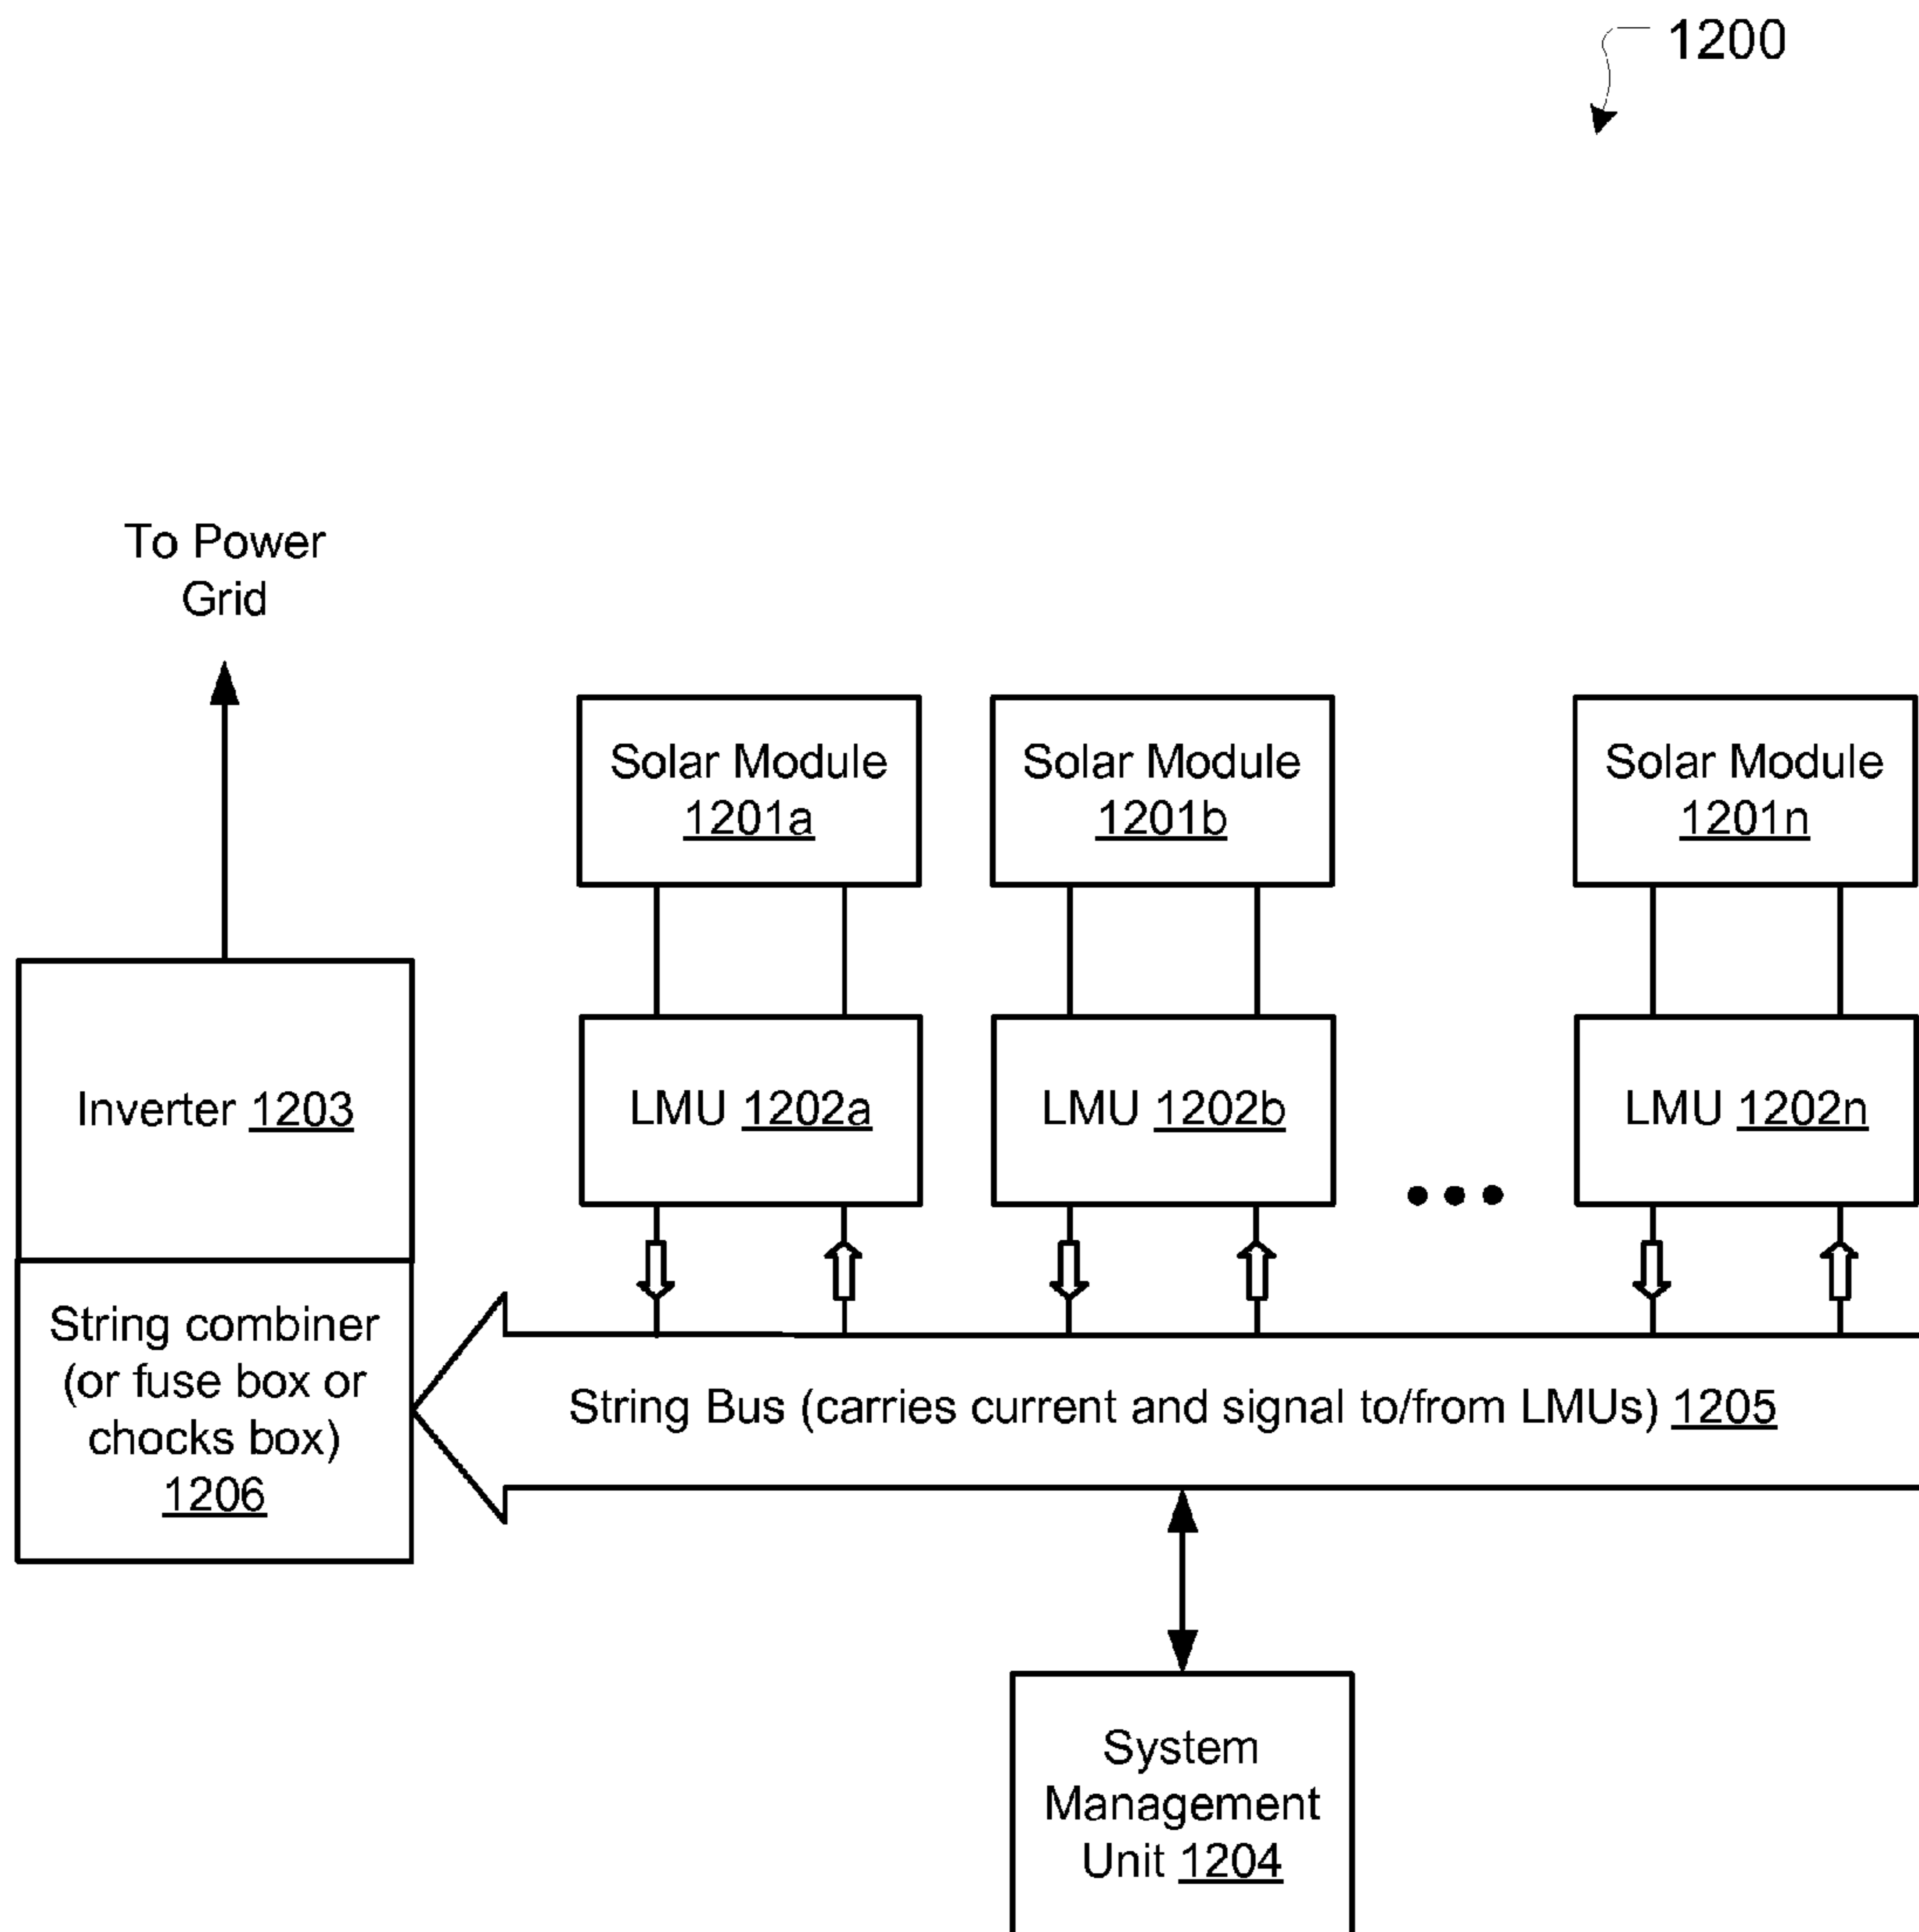 1200
To Power
Grid
Solar Module
1201a
Solar Module
1201b
Solar Module
1201n
Inverter 1203
LMU 1202a
LMU 1202b
LMU 1202n
String combiner
(or fuse box or
chocks box)
1206
String Bus (carries current and signal to/from LMUs) 1205
System
Management
Unit 1204